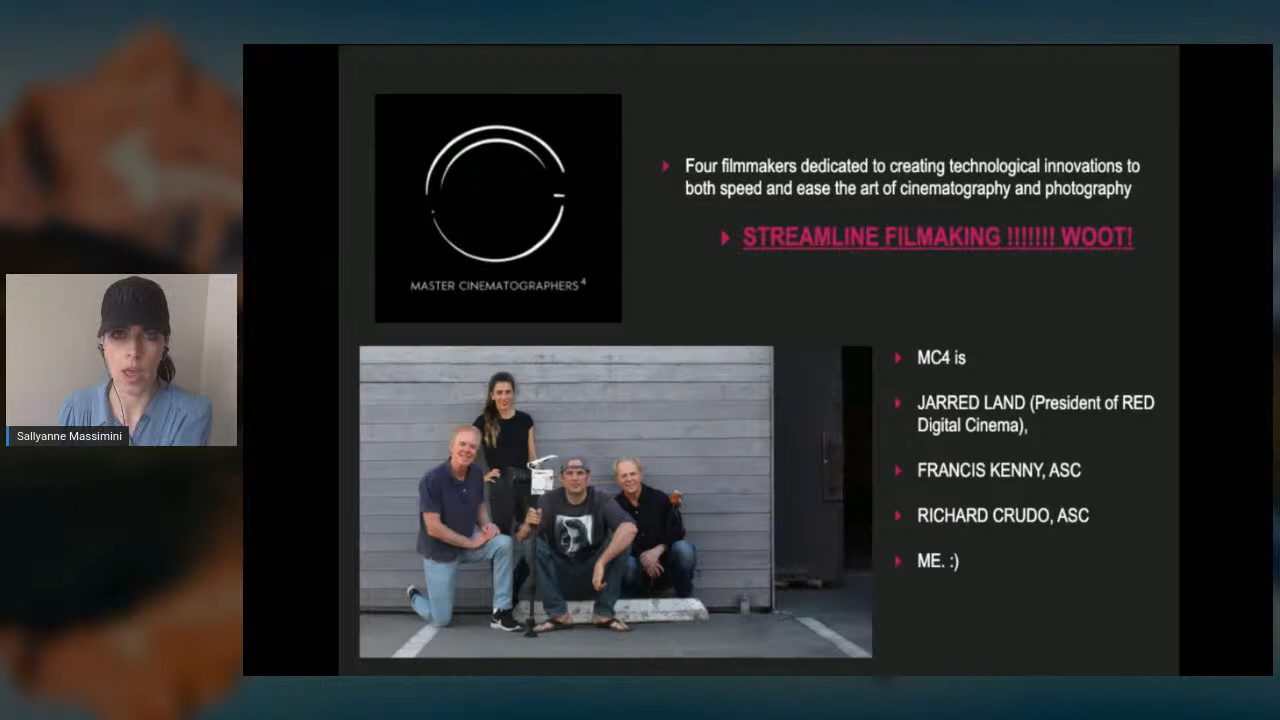 Four filmmakers dedicated to creating technological innovations to
both speed and ease the art of cinematography and photography
STREAMLINE FILMAKING !!!!!!! WOOT!
MASTER CINEMATOGRAPHERS 4
MC4 is
JARRED LAND (President of RED
Digital Cinema),
FRANCIS KENNY, ASC
RICHARD CRUDO, ASC
ME. :)
Sallyanne Massimini